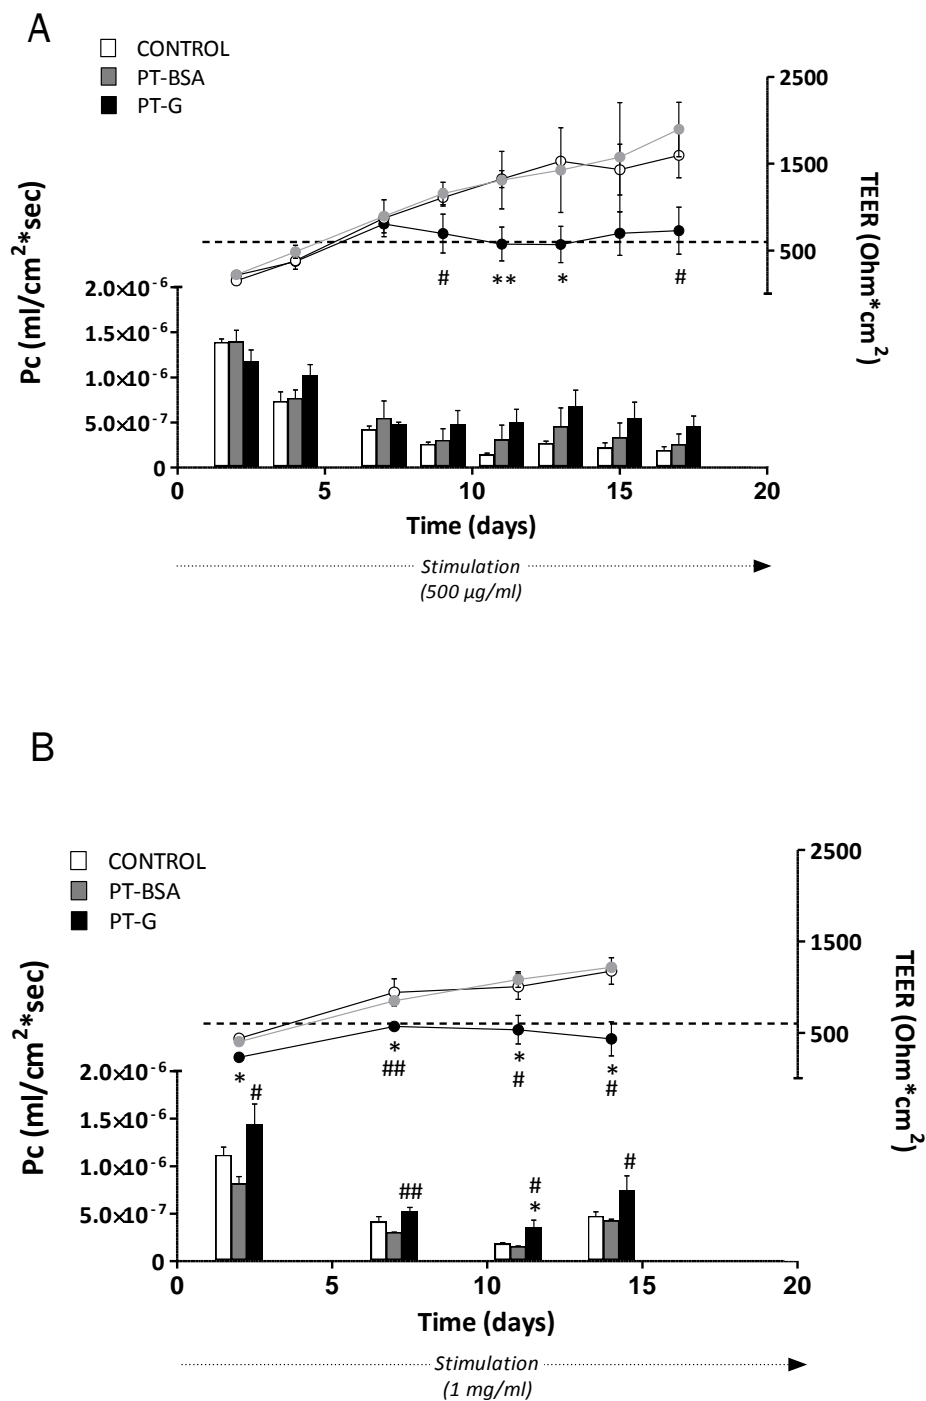 A
CONTROL
PT-BSA
PT-G
2500
1500
500
TEER (Ohm*cm²)
Pc (ml/cm²*sec)
# ** * #
2.0×10⁻⁶
1.5×10⁻⁶
1.0×10⁻⁶
5.0×10⁻⁷
0
0 5 10 15 20
Time (days)
Stimulation
(500 µg/ml)
B
CONTROL
PT-BSA
PT-G
2500
1500
500
TEER (Ohm*cm²)
Pc (ml/cm²*sec)
* * * *
## # #
2.0×10⁻⁶
1.5×10⁻⁶
1.0×10⁻⁶
5.0×10⁻⁷
0
#
##
#
*
#
0 5 10 15 20
Time (days)
Stimulation
(1 mg/ml)